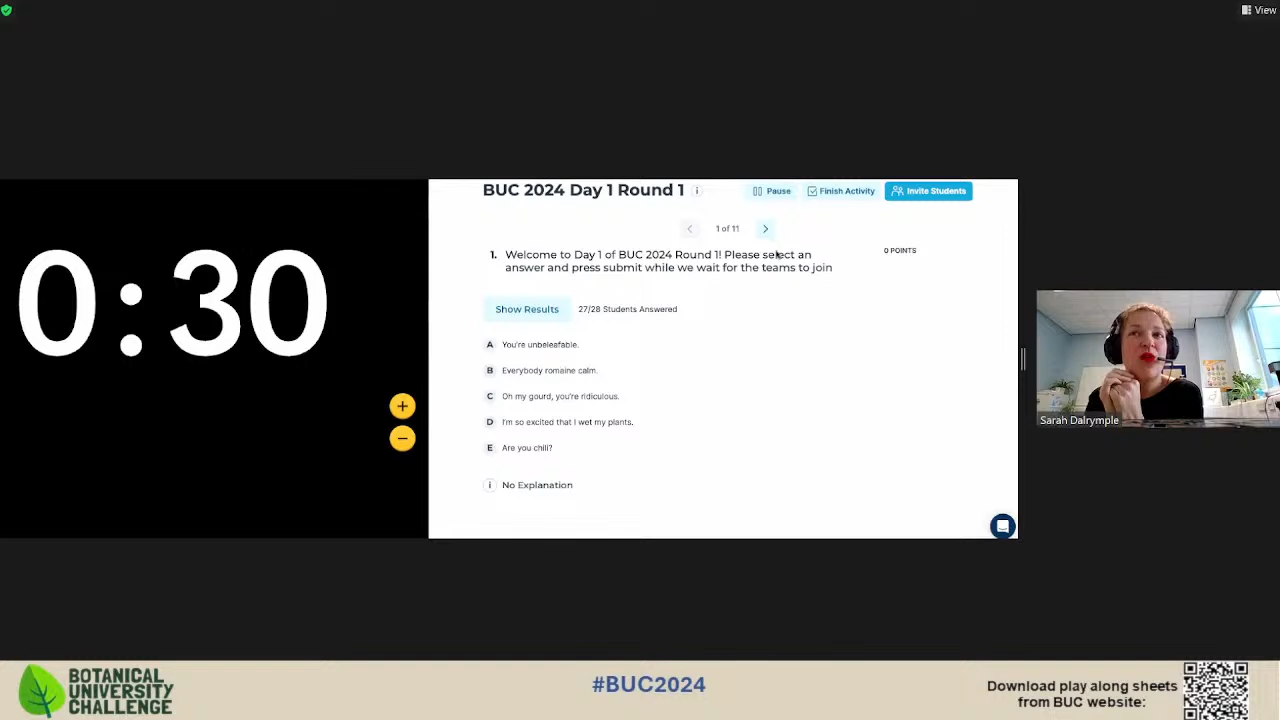 View
0:30
BUC 2024 Day 1 Round 1
Pause
Finish Activity
Invite Students
1 of 11
1. Welcome to Day 1 of BUC 2024 Round 1! Please select an
answer and press submit while we wait for the teams to join
0 POINTS
Show Results
27/28 Students Answered
A You're unbeleafable.
B Everybody romaine calm.
C Oh my gourd, you're ridiculous.
D I'm so excited that I wet my plants.
E Are you chili?
No Explanation
Sarah Dalrymple
BOTANICAL
UNIVERSITY
CHALLENGE
#BUC2024
Download play along sheets
from BUC website: